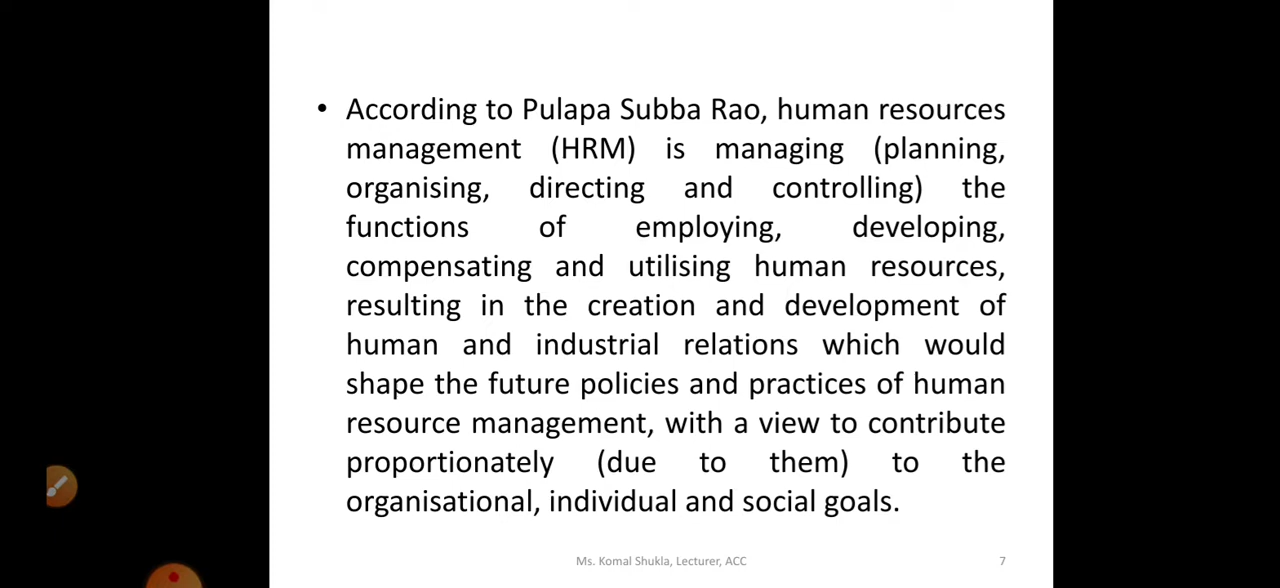 • According to Pulapa Subba Rao, human resources
management (HRM) is managing (planning,
organising, directing and controlling) the
functions of employing, developing,
compensating and utilising human resources,
resulting in the creation and development of
human and industrial relations which would
shape the future policies and practices of human
resource management, with a view to contribute
proportionately (due to them) to the
organisational, individual and social goals.
Ms. Komal Shukla, Lecturer, ACC 7